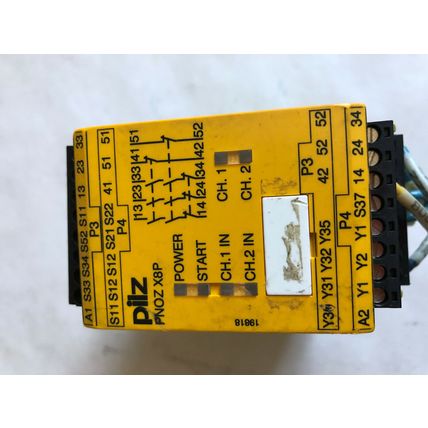 A1 S33 S34 S52 S11 13 23 33
P3
P4
S11 S12 S12 S21 S22 41 51 51
pilz
PNOZ X8P
13 23 33 41 51
14 24 34 42 52
POWER
START
CH.1 IN
CH.2 IN
CH. 1
CH. 2
19818
P3
P4
Y31 Y32 Y35 42 52 52
A2 Y1 Y2 Y1 S37 14 24 34